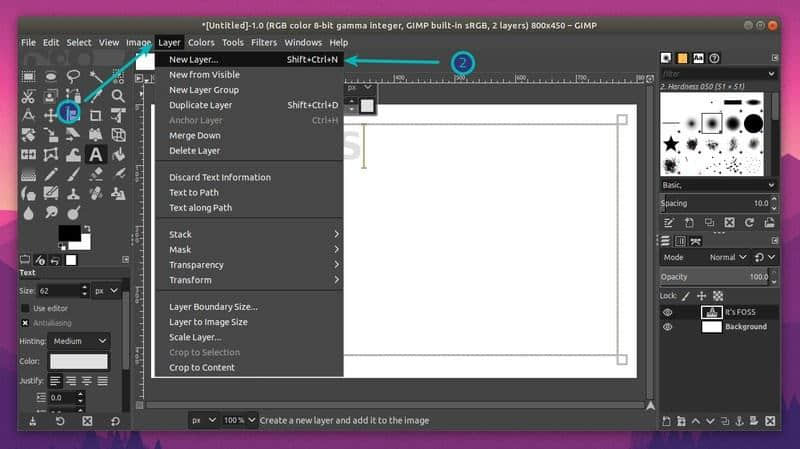 *[Untitled]-1.0 (RGB color 8-bit gamma integer, GIMP built-in sRGB, 2 layers) 800x450 – GIMP
File Edit Select View Image Layer Colors Tools Filters Windows Help
New Layer... Shift+Ctrl+N
New from Visible
New Layer Group
Duplicate Layer Shift+Ctrl+D
Anchor Layer Ctrl+H
Merge Down
Delete Layer
Discard Text Information
Text to Path
Text along Path
Stack
Mask
Transparency
Transform
Layer Boundary Size...
Layer to Image Size
Scale Layer...
Crop to Selection
Crop to Content
1
2
px
400
500
600
700
S
Text
Size: 62 px
Use editor
Antialiasing
Hinting: Medium
Color:
Justify:
0.0
px 100 % Create a new layer and add it to the image
filter
2. Hardness 050 (51 × 51)
Basic,
Spacing 10.0
Mode Normal
Opacity 100.0
Lock:
It's FOSS
Background